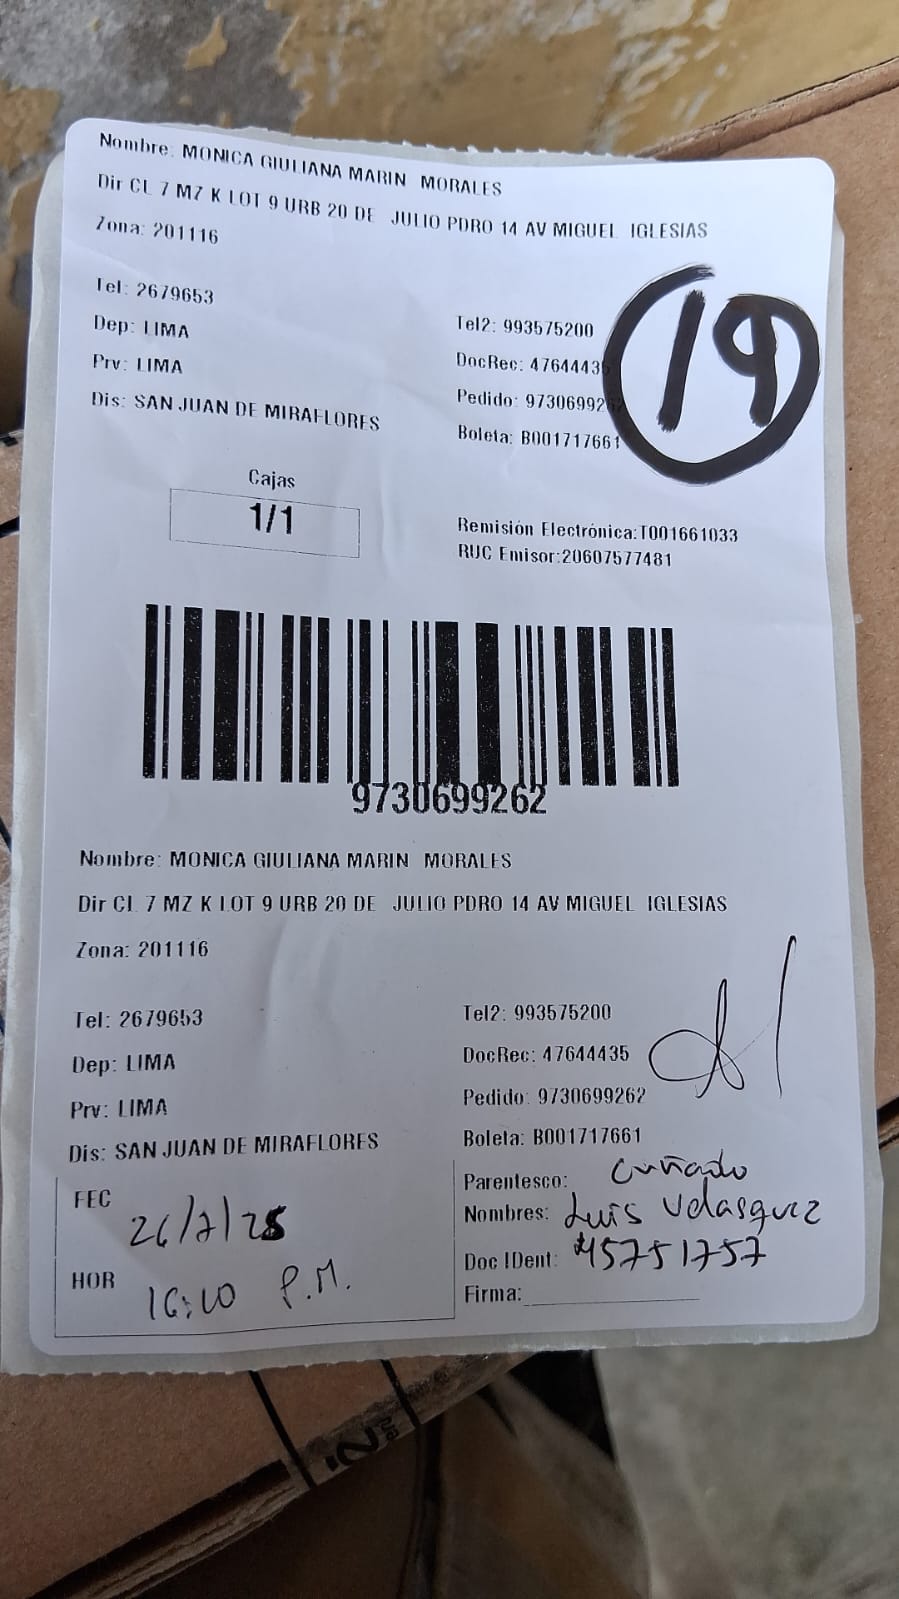 Nombre: MONICA GIULIANA MARIN MORALES
Dir CL 7 MZ K LOT 9 URB 20 DE JULIO PDRO 14 AV MIGUEL IGLESIAS
Zona: 201116
19
Tel: 2679653
Tel2: 993575200
Dep: LIMA
DocRec: 47644435
Prv: LIMA
Pedido: 973069926
Dis: SAN JUAN DE MIRAFLORES
Boleta: B001717661
Cajas
1/1
Remisión Electrónica:T001661033
RUC Emisor:20607577481
9730699262
Nombre: MONICA GIULIANA MARIN MORALES
Dir CL 7 MZ K LOT 9 URB 20 DE JULIO PDRO 14 AV MIGUEL IGLESIAS
Zona: 201116
Tel: 2679653
Tel2: 993575200
Dep: LIMA
DocRec: 47644435
Prv: LIMA
Pedido: 9730699262
Dis: SAN JUAN DE MIRAFLORES
Boleta: B001717661
Parentesco: Cuñado
FEC 26/7/25
Nombres: Luis Velasquez
Doc IDent: 45751757
HOR 16:10 P.M.
Firma: